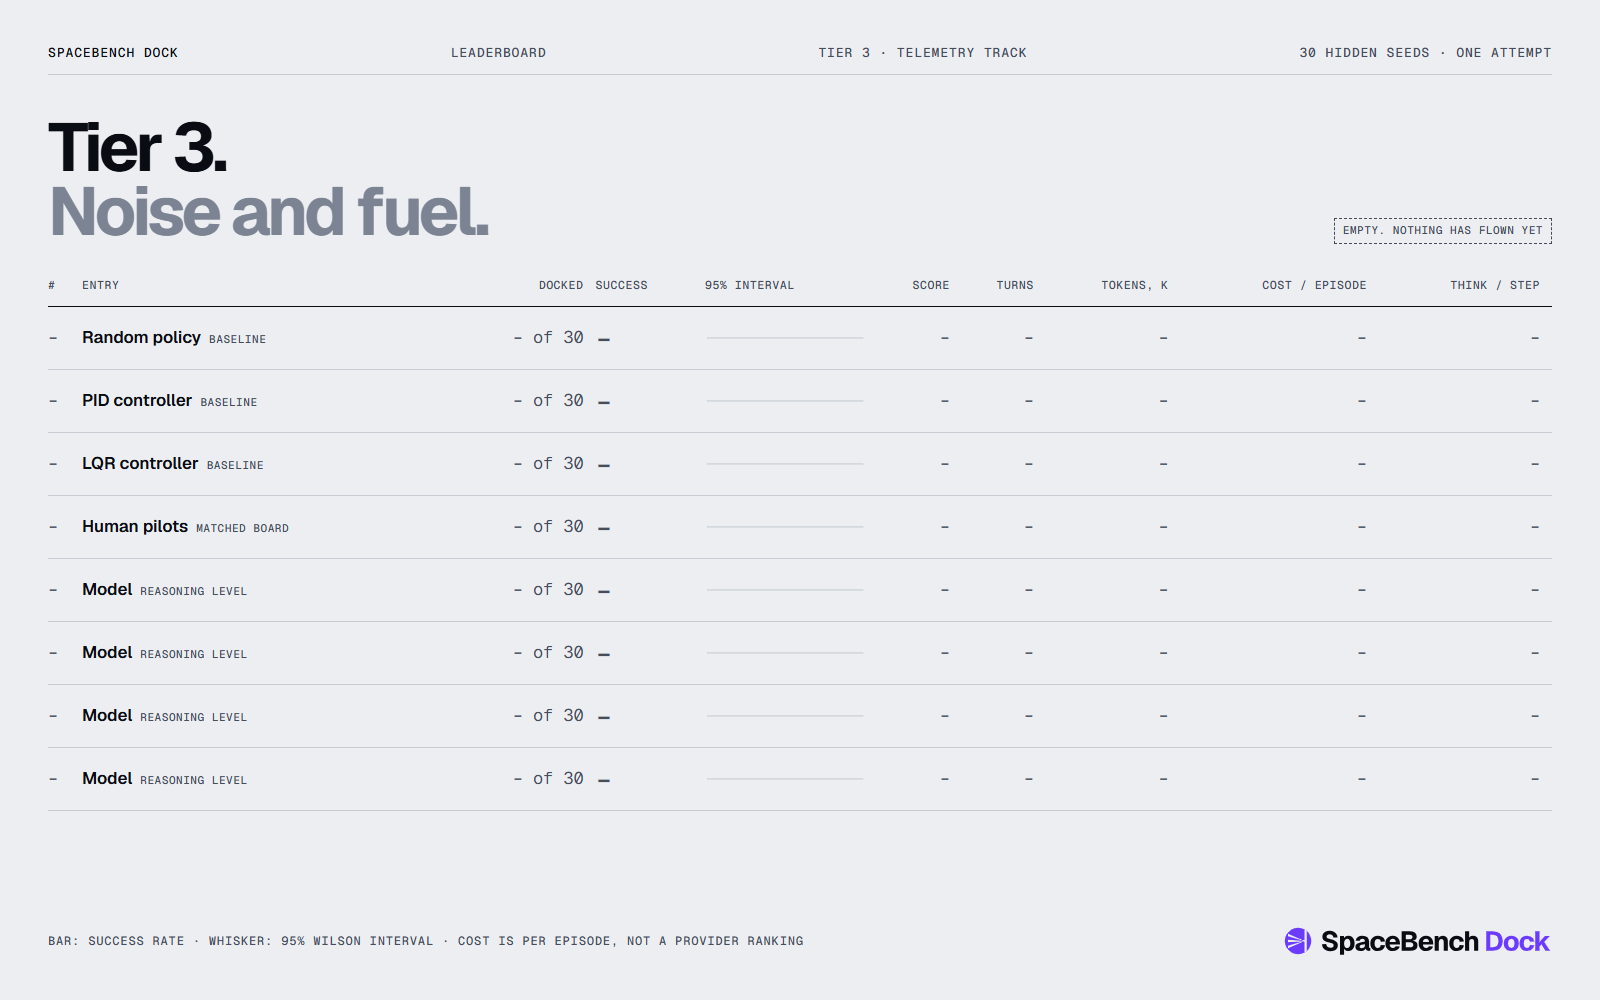 SPACEBENCH DOCK LEADERBOARD TIER 3 · TELEMETRY TRACK 30 HIDDEN SEEDS · ONE ATTEMPT
Tier 3.
Noise and fuel.
EMPTY. NOTHING HAS FLOWN YET
# ENTRY DOCKED SUCCESS 95% INTERVAL SCORE TURNS TOKENS, K COST / EPISODE THINK / STEP
– Random policy BASELINE – of 30 – – – – – –
– PID controller BASELINE – of 30 – – – – – –
– LQR controller BASELINE – of 30 – – – – – –
– Human pilots MATCHED BOARD – of 30 – – – – – –
– Model REASONING LEVEL – of 30 – – – – – –
– Model REASONING LEVEL – of 30 – – – – – –
– Model REASONING LEVEL – of 30 – – – – – –
– Model REASONING LEVEL – of 30 – – – – – –
BAR: SUCCESS RATE · WHISKER: 95% WILSON INTERVAL · COST IS PER EPISODE, NOT A PROVIDER RANKING
SpaceBench Dock